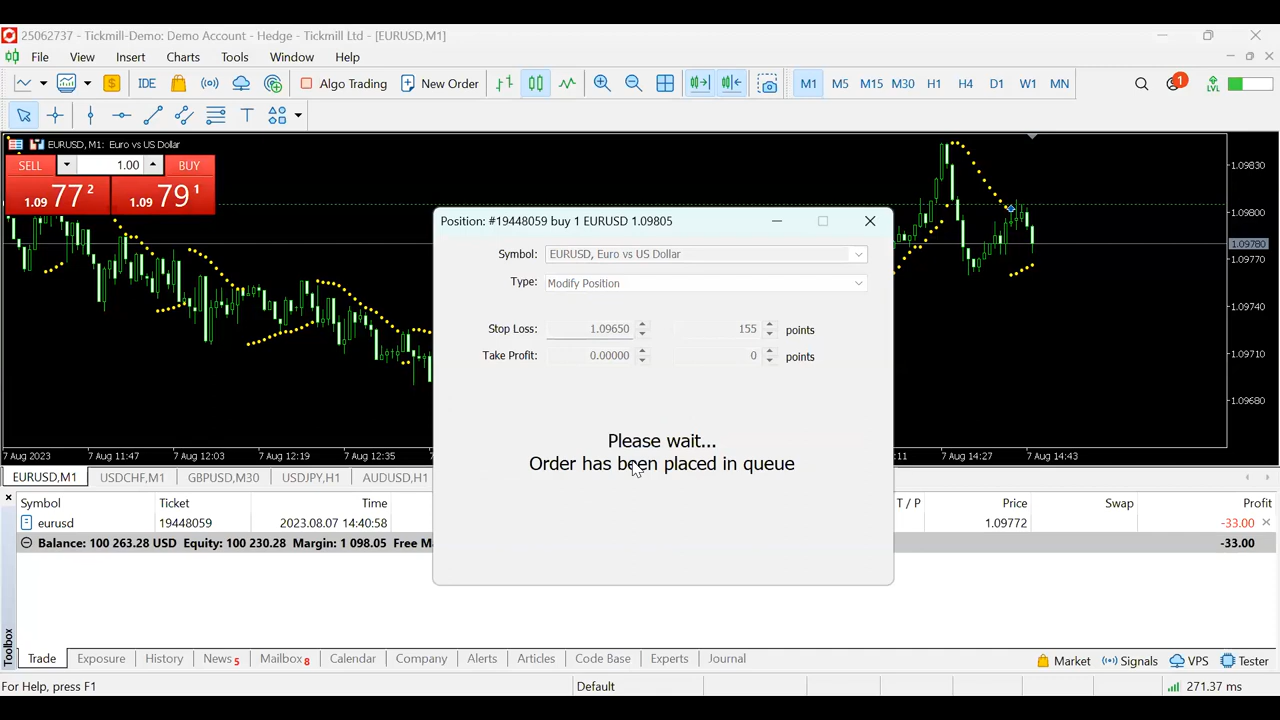 25062737 - Tickmill-Demo: Demo Account - Hedge - Tickmill Ltd - [EURUSD,M1]
File View Insert Charts Tools Window Help
IDE Algo Trading New Order M1 M5 M15 M30 H1 H4 D1 W1 MN 1 LVL
T
EURUSD, M1: Euro vs US Dollar
SELL 1.00 BUY
1.09 77 2 1.09 79 1
1.09830
1.09800
1.09780
1.09770
1.09740
1.09710
1.09680
Position: #19448059 buy 1 EURUSD 1.09805
Symbol: EURUSD, Euro vs US Dollar
Type: Modify Position
Stop Loss: 1.09650 155 points
Take Profit: 0.00000 0 points
Please wait...
Order has been placed in queue
7 Aug 2023 7 Aug 11:47 7 Aug 12:03 7 Aug 12:19 7 Aug 12:35 7 :11 7 Aug 14:27 7 Aug 14:43
EURUSD,M1 USDCHF,M1 GBPUSD,M30 USDJPY,H1 AUDUSD,H1
Symbol Ticket Time T / P Price Swap Profit
eurusd 19448059 2023.08.07 14:40:58 1.09772 -33.00
Balance: 100 263.28 USD Equity: 100 230.28 Margin: 1 098.05 Free M -33.00
Toolbox
Trade Exposure History News 5 Mailbox 8 Calendar Company Alerts Articles Code Base Experts Journal Market Signals VPS Tester
For Help, press F1 Default 271.37 ms